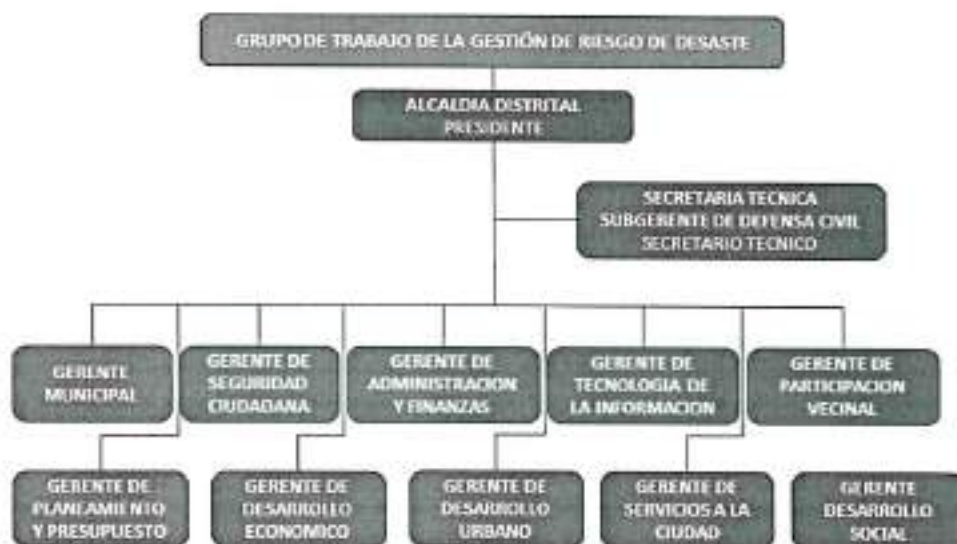 GRUPO DE TRABAJO DE LA GESTIÓN DE RIESGO DE DESASTE
ALCALDIA DISTRITAL
PRESIDENTE
SECRETARIA TECNICA
SUBGERENTE DE DEFENSA CIVIL
SECRETARIO TECNICO
GERENTE
MUNICIPAL
GERENTE DE
SEGURIDAD
CIUDADANA
GERENTE DE
ADMINISTRACION
Y FINANZAS
GERENTE DE
TECNOLOGIA DE
LA INFORMACION
GERENTE DE
PARTICIPACION
VECINAL
GERENTE DE
PLANEAMIENTO
Y PRESUPUESTO
GERENTE DE
DESARROLLO
ECONOMICO
GERENTE DE
DESARROLLO
URBANO
GERENTE DE
SERVICIOS A LA
CIUDAD
GERENTE
DESARROLLO
SOCIAL